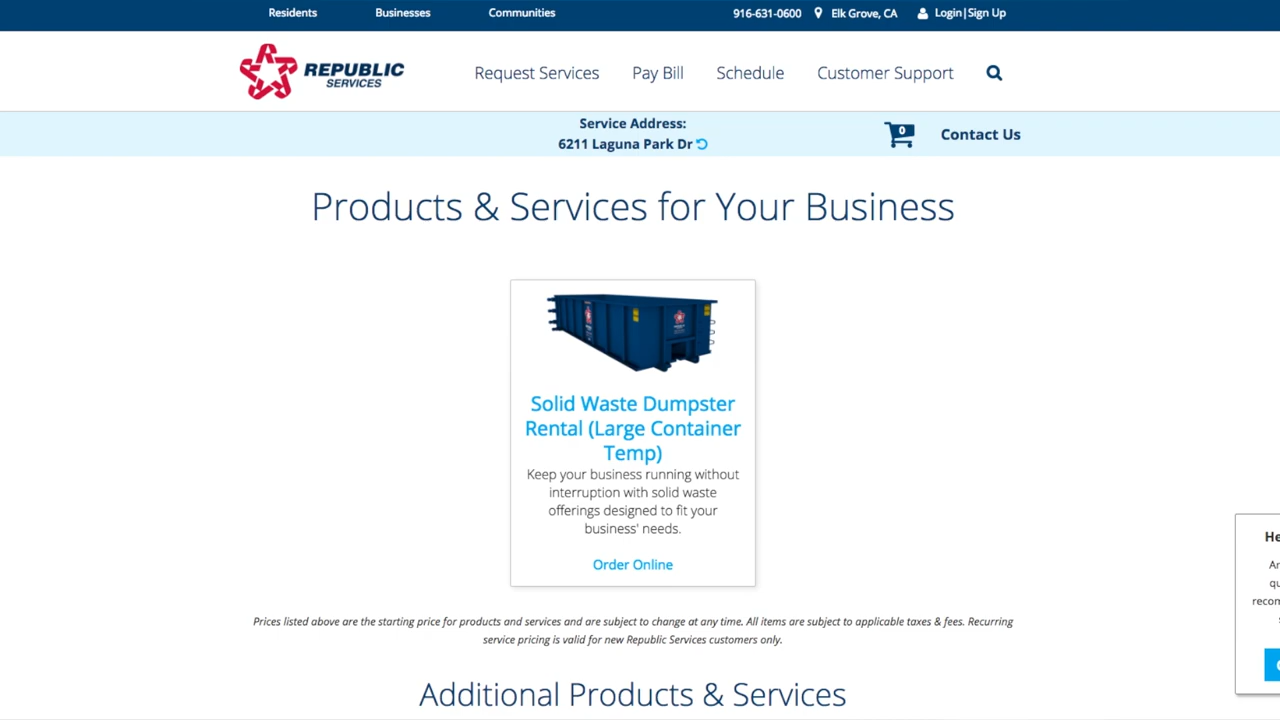 Residents Businesses Communities 916-631-0600 Elk Grove, CA Login|Sign Up
REPUBLIC
SERVICES
Request Services Pay Bill Schedule Customer Support
Service Address:
6211 Laguna Park Dr
0
Contact Us
Products & Services for Your Business
Solid Waste Dumpster
Rental (Large Container
Temp)
Keep your business running without
interruption with solid waste
offerings designed to fit your
business' needs.
Order Online
Prices listed above are the starting price for products and services and are subject to change at any time. All items are subject to applicable taxes & fees. Recurring
service pricing is valid for new Republic Services customers only.
Additional Products & Services